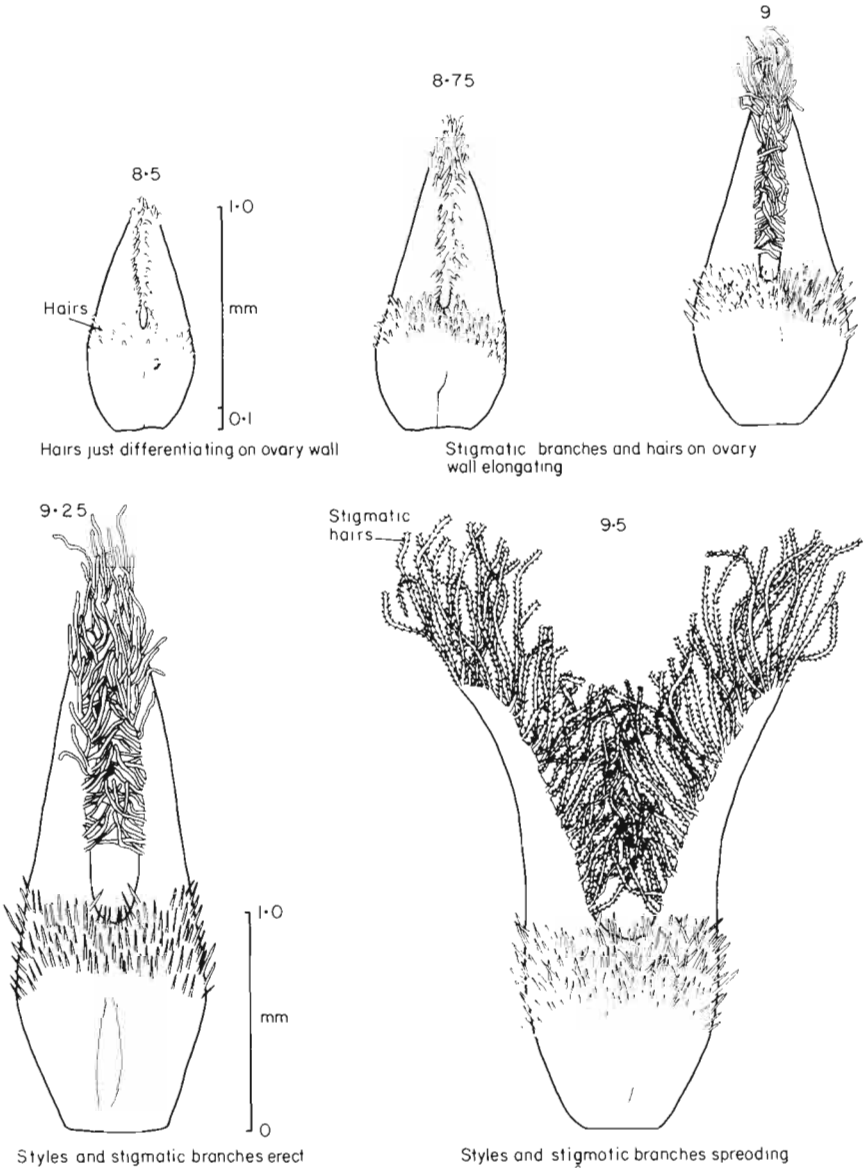 9
8·75
8·5
1·0
Hairs
mm
0·1
Hairs just differentiating on ovary wall
Stigmatic branches and hairs on ovary
wall elongating
9·25
Stigmatic
hairs
9·5
1·0
mm
0
Styles and stigmatic branches erect
Styles and stigmotic branches spreoding